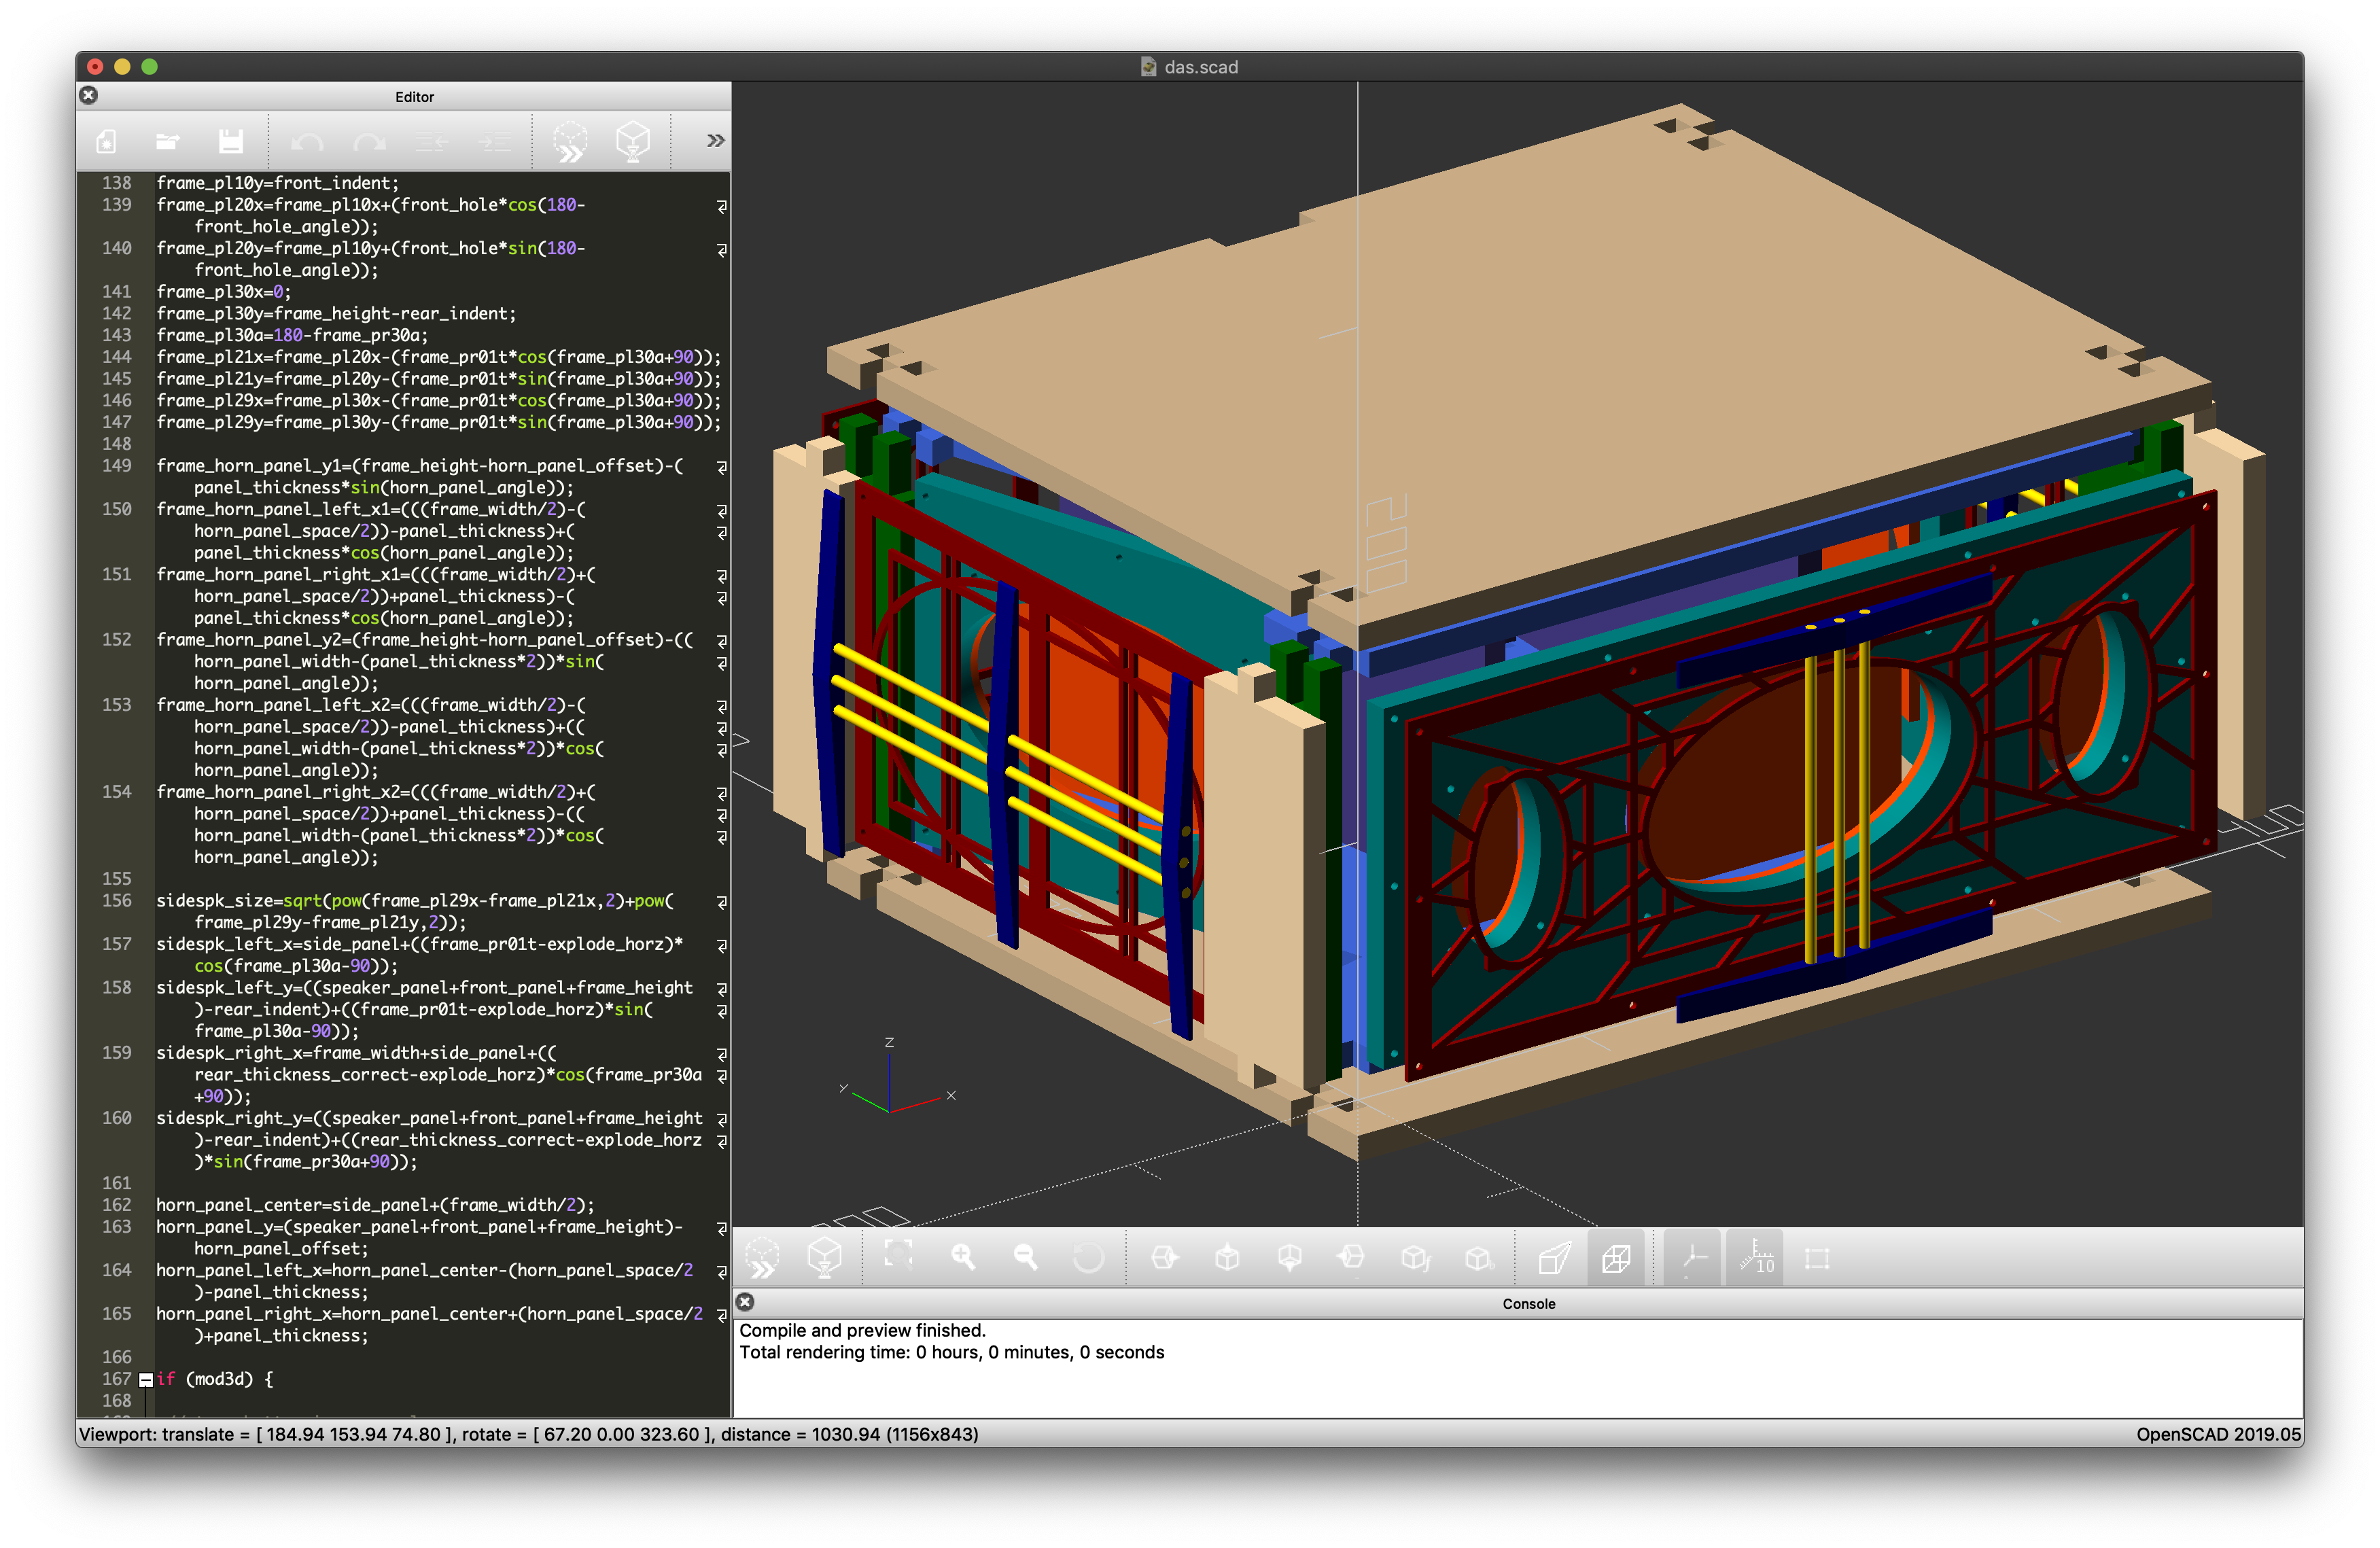 das.scad
Editor
138 frame_pl10y=front_indent;
139 frame_pl20x=frame_pl10x+(front_hole*cos(180-
front_hole_angle));
140 frame_pl20y=frame_pl10y+(front_hole*sin(180-
front_hole_angle));
141 frame_pl30x=0;
142 frame_pl30y=frame_height-rear_indent;
143 frame_pl30a=180-frame_pr30a;
144 frame_pl21x=frame_pl20x-(frame_pr01t*cos(frame_pl30a+90));
145 frame_pl21y=frame_pl20y-(frame_pr01t*sin(frame_pl30a+90));
146 frame_pl29x=frame_pl30x-(frame_pr01t*cos(frame_pl30a+90));
147 frame_pl29y=frame_pl30y-(frame_pr01t*sin(frame_pl30a+90));
148
149 frame_horn_panel_y1=(frame_height-horn_panel_offset)-(
panel_thickness*sin(horn_panel_angle));
150 frame_horn_panel_left_x1=(((frame_width/2)-(
horn_panel_space/2))-panel_thickness)+(
panel_thickness*cos(horn_panel_angle));
151 frame_horn_panel_right_x1=(((frame_width/2)+(
horn_panel_space/2))+panel_thickness)-(
panel_thickness*cos(horn_panel_angle));
152 frame_horn_panel_y2=(frame_height-horn_panel_offset)-((
horn_panel_width-(panel_thickness*2))*sin(
horn_panel_angle));
153 frame_horn_panel_left_x2=(((frame_width/2)-(
horn_panel_space/2))-panel_thickness)+((
horn_panel_width-(panel_thickness*2))*cos(
horn_panel_angle));
154 frame_horn_panel_right_x2=(((frame_width/2)+(
horn_panel_space/2))+panel_thickness)-((
horn_panel_width-(panel_thickness*2))*cos(
horn_panel_angle));
155
156 sidespk_size=sqrt(pow(frame_pl29x-frame_pl21x,2)+pow(
frame_pl29y-frame_pl21y,2));
157 sidespk_left_x=side_panel+((frame_pr01t-explode_horz)*
cos(frame_pl30a-90));
158 sidespk_left_y=((speaker_panel+front_panel+frame_height
)-rear_indent)+((frame_pr01t-explode_horz)*sin(
frame_pl30a-90));
159 sidespk_right_x=frame_width+side_panel+((
rear_thickness_correct-explode_horz)*cos(frame_pr30a
+90));
160 sidespk_right_y=((speaker_panel+front_panel+frame_height
)-rear_indent)+((rear_thickness_correct-explode_horz
)*sin(frame_pr30a+90));
161
162 horn_panel_center=side_panel+(frame_width/2);
163 horn_panel_y=(speaker_panel+front_panel+frame_height)-
horn_panel_offset;
164 horn_panel_left_x=horn_panel_center-(horn_panel_space/2
)-panel_thickness;
165 horn_panel_right_x=horn_panel_center+(horn_panel_space/2
)+panel_thickness;
166
167 if (mod3d) {
168
200
Z
Y
X
10
Console
Compile and preview finished.
Total rendering time: 0 hours, 0 minutes, 0 seconds
Viewport: translate = [ 184.94 153.94 74.80 ], rotate = [ 67.20 0.00 323.60 ], distance = 1030.94 (1156x843)
OpenSCAD 2019.05